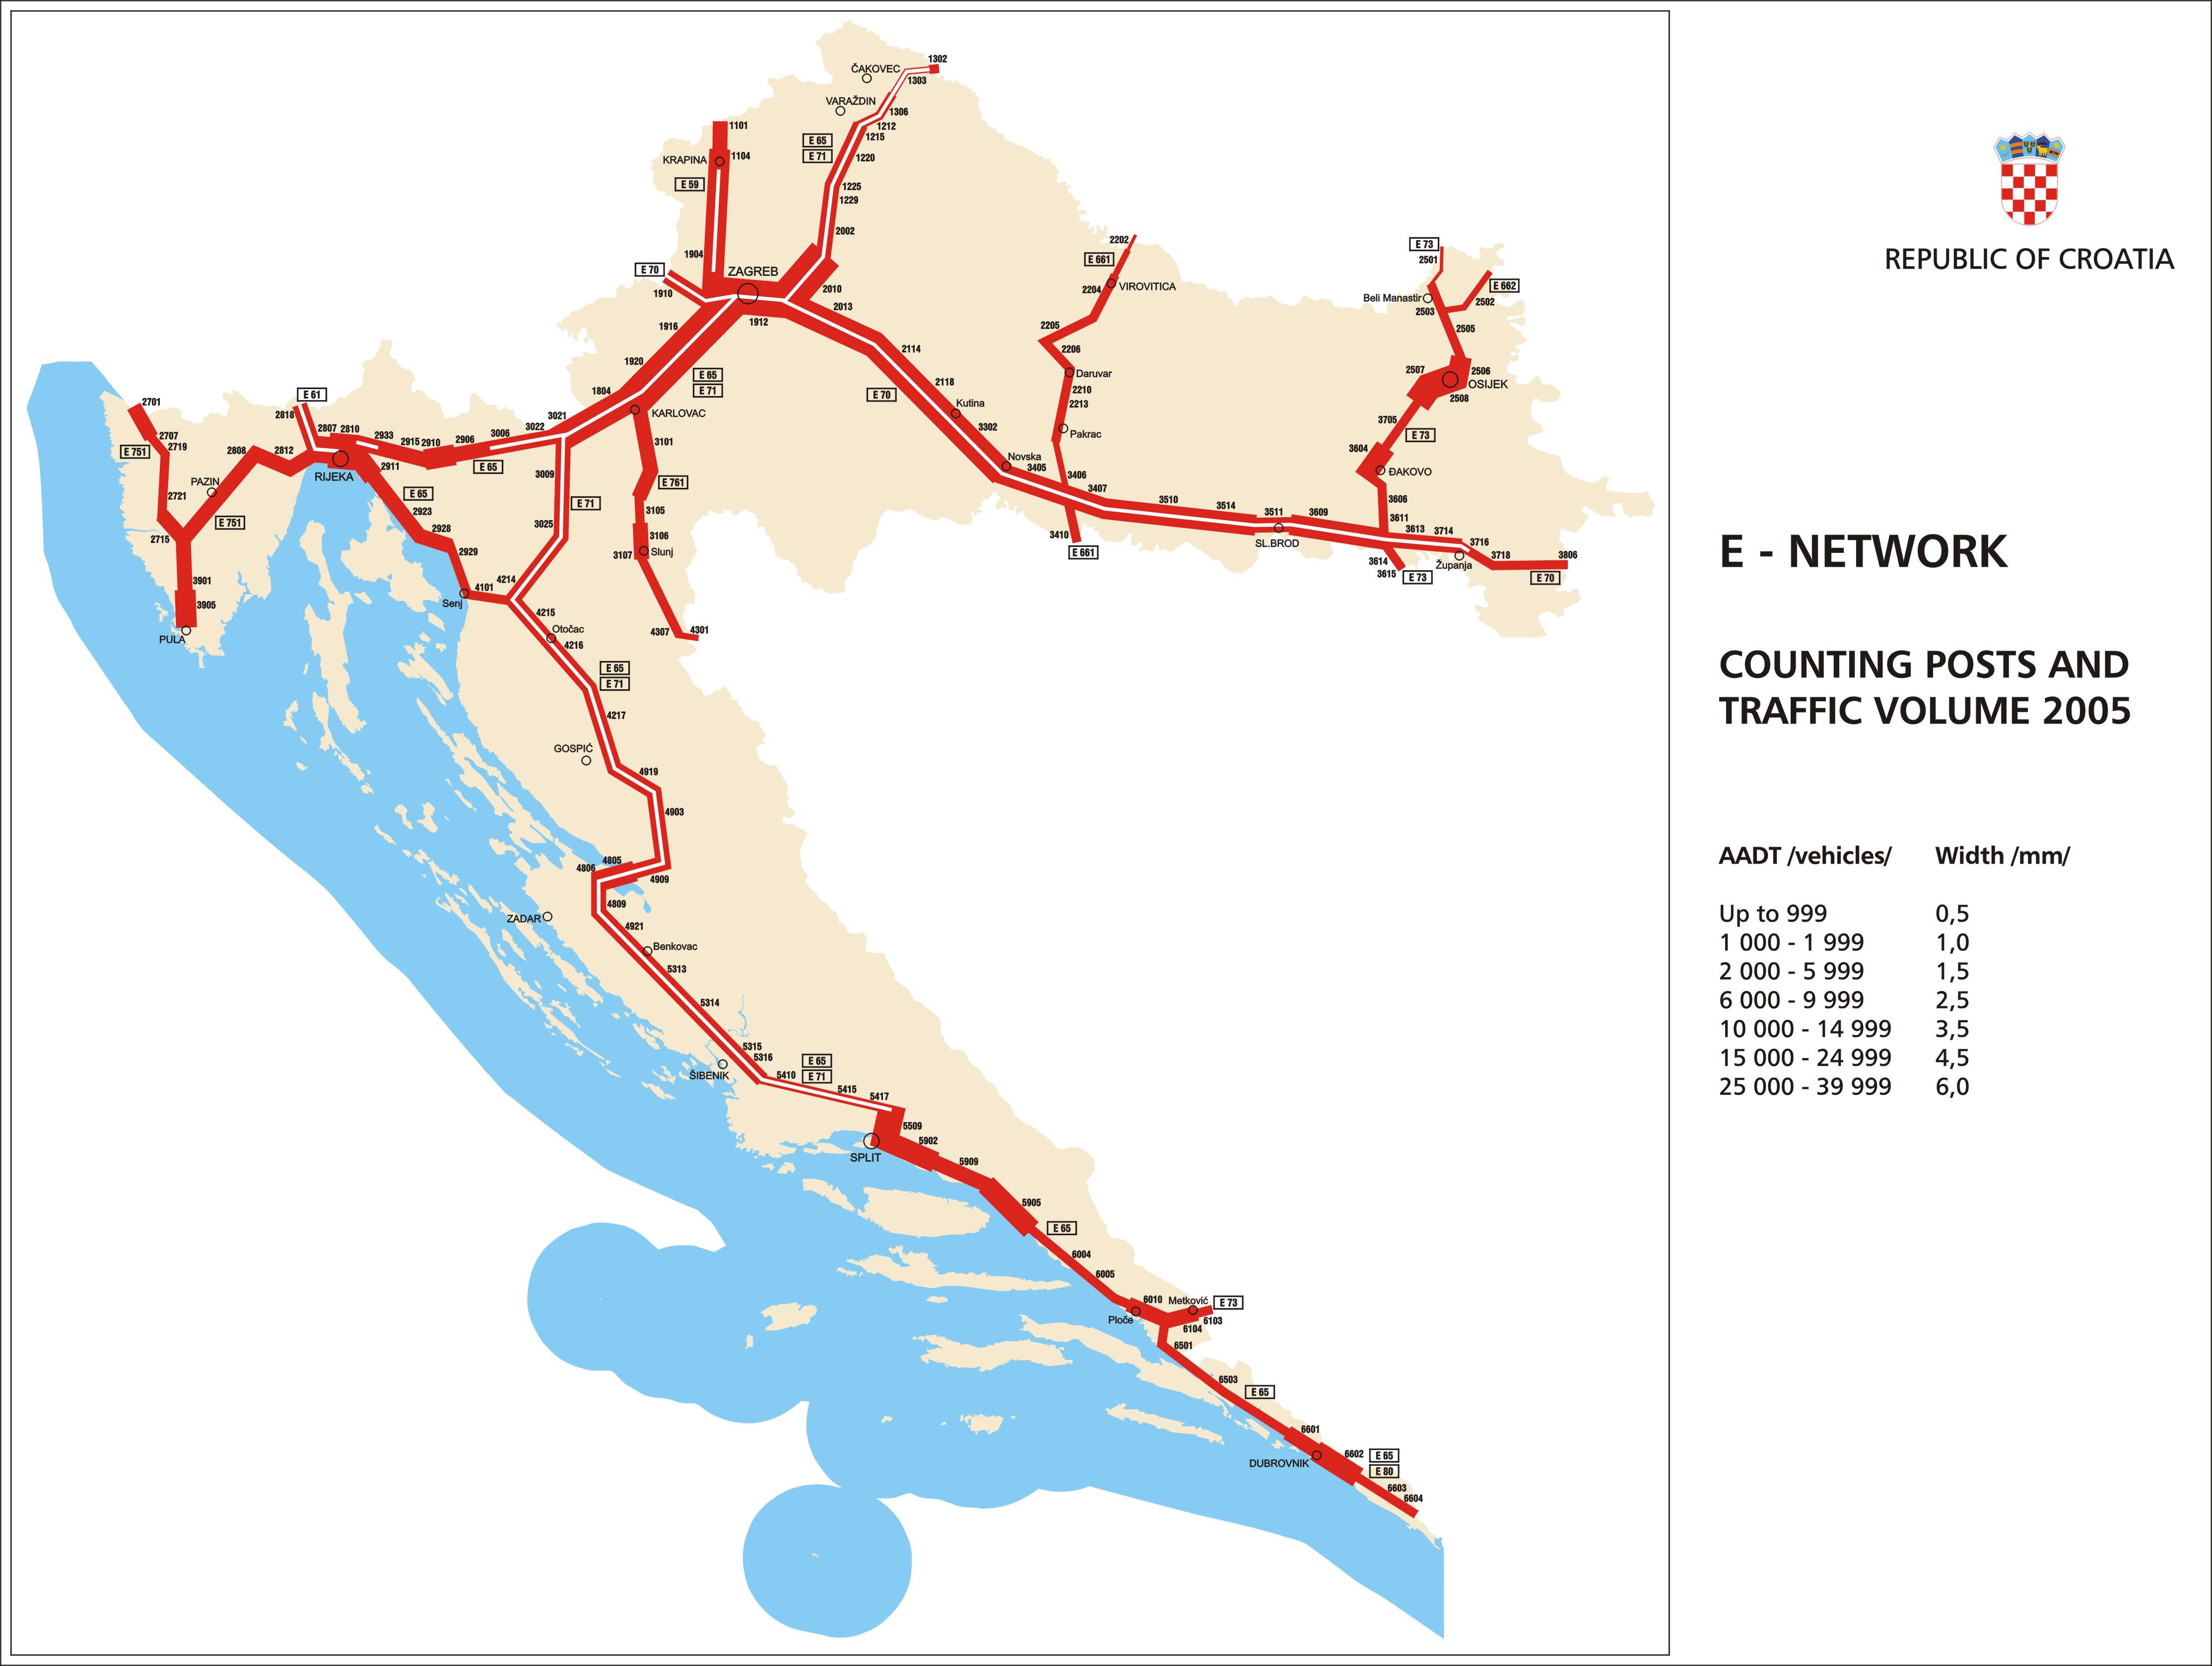 REPUBLIC OF CROATIA
E - NETWORK
COUNTING POSTS AND
TRAFFIC VOLUME 2005
AADT /vehicles/ Width /mm/
Up to 999 0,5
1 000 - 1 999 1,0
2 000 - 5 999 1,5
6 000 - 9 999 2,5
10 000 - 14 999 3,5
15 000 - 24 999 4,5
25 000 - 39 999 6,0
1302
ČAKOVEC
1303
VARAŽDIN
1306
1101
1212
E 65
1215
E 71
KRAPINA
1104
1220
E 59
1225
1229
2002
1904
E 70
ZAGREB
1910
2010
2013
1916
1912
2202
E 661
2204
VIROVITICA
E 73
2501
E 662
Beli Manastir
2502
2503
2505
2205
2206
2114
1920
Daruvar
2507
2506
OSIJEK
2508
E 65
E 71
2118
2210
1804
E 70
Kutina
2213
KARLOVAC
3705
E 61
2701
2818
3021
3022
3302
Pakrac
E 73
2807
2810
2933
2915
2910
2906
3006
3101
2707
2719
E 751
2808
2812
3604
Novska
3405
E 65
2911
RIJEKA
ĐAKOVO
3009
3406
PAZIN
E 761
3407
2721
E 65
E 71
3510
3606
3514
2923
3105
3511
3609
3611
E 751
3025
2928
3106
3410
SL.BROD
3613
3714
2715
2929
3107
Slunj
E 661
3716
3614
Županja
3718
3806
3615
E 73
E 70
3901
4214
4101
3905
Senj
4215
PULA
Otočac
4307
4301
4216
E 65
E 71
4217
GOSPIĆ
4919
4903
4805
4806
4909
4809
ZADAR
4921
Benkovac
5313
5314
5315
5316
E 65
ŠIBENIK
5410
E 71
5415
5417
5509
5902
SPLIT
5909
5905
E 65
6004
6005
6010
Metković
E 73
Ploče
6103
6104
6501
6503
E 65
6601
6602
E 65
DUBROVNIK
E 80
6603
6604